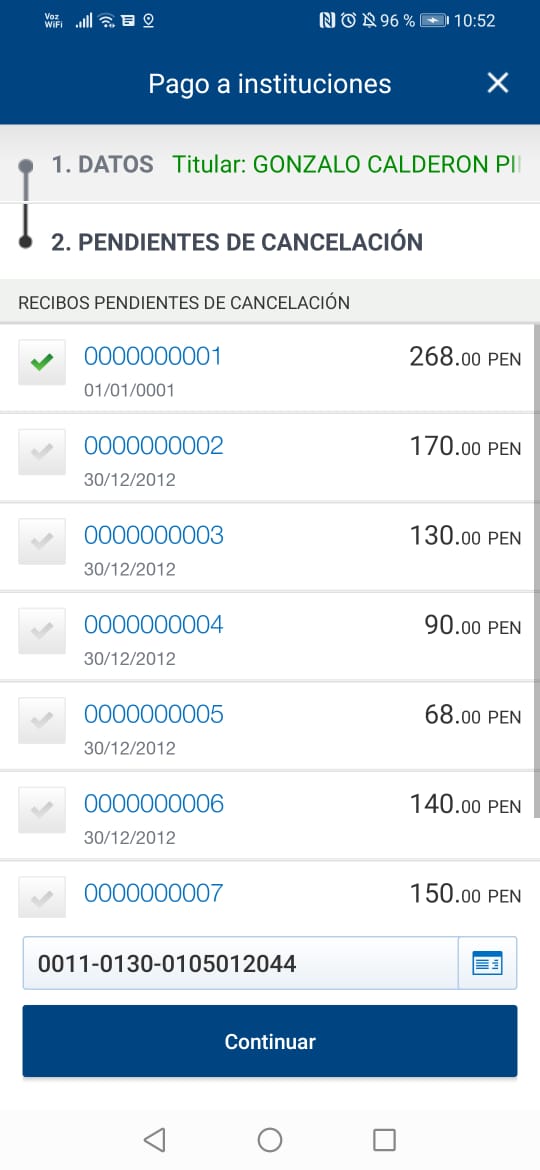 Voz WiFi 96 % 10:52
Pago a instituciones
1. DATOS Titular: GONZALO CALDERON
2. PENDIENTES DE CANCELACIÓN
RECIBOS PENDIENTES DE CANCELACIÓN
0000000001 268.00 PEN
01/01/0001
0000000002 170.00 PEN
30/12/2012
0000000003 130.00 PEN
30/12/2012
0000000004 90.00 PEN
30/12/2012
0000000005 68.00 PEN
30/12/2012
0000000006 140.00 PEN
30/12/2012
0000000007 150.00 PEN
0011-0130-0105012044
Continuar